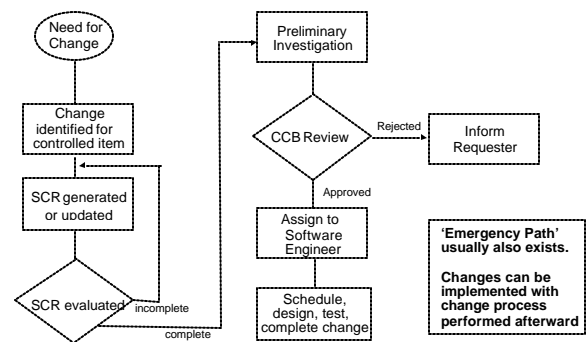 Need for
Change
Change
identified for
controlled item
SCR generated
or updated
SCR evaluated
incomplete
complete
Preliminary
Investigation
CCB Review
Rejected
Inform
Requester
Approved
Assign to
Software
Engineer
Schedule,
design, test,
complete change
‘Emergency Path’
usually also exists.
Changes can be
implemented with
change process
performed afterward